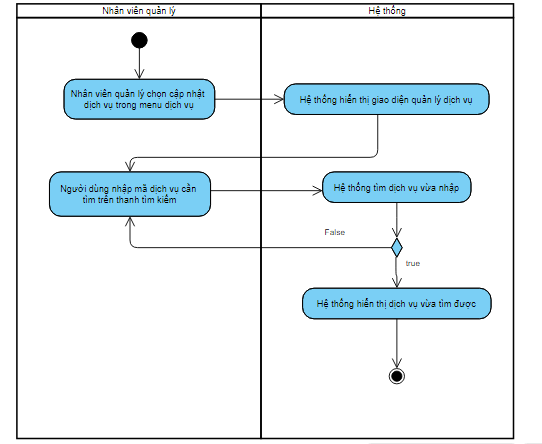 Nhân viên quản lý
Hệ thống
Nhân viên quản lý chọn cập nhật
dịch vụ trong menu dịch vụ
Hệ thống hiển thị giao diện quản lý dịch vụ
Người dùng nhập mã dịch vụ cần
tìm trên thanh tìm kiếm
Hệ thống tìm dịch vụ vừa nhập
False
true
Hệ thống hiển thị dịch vụ vừa tìm được